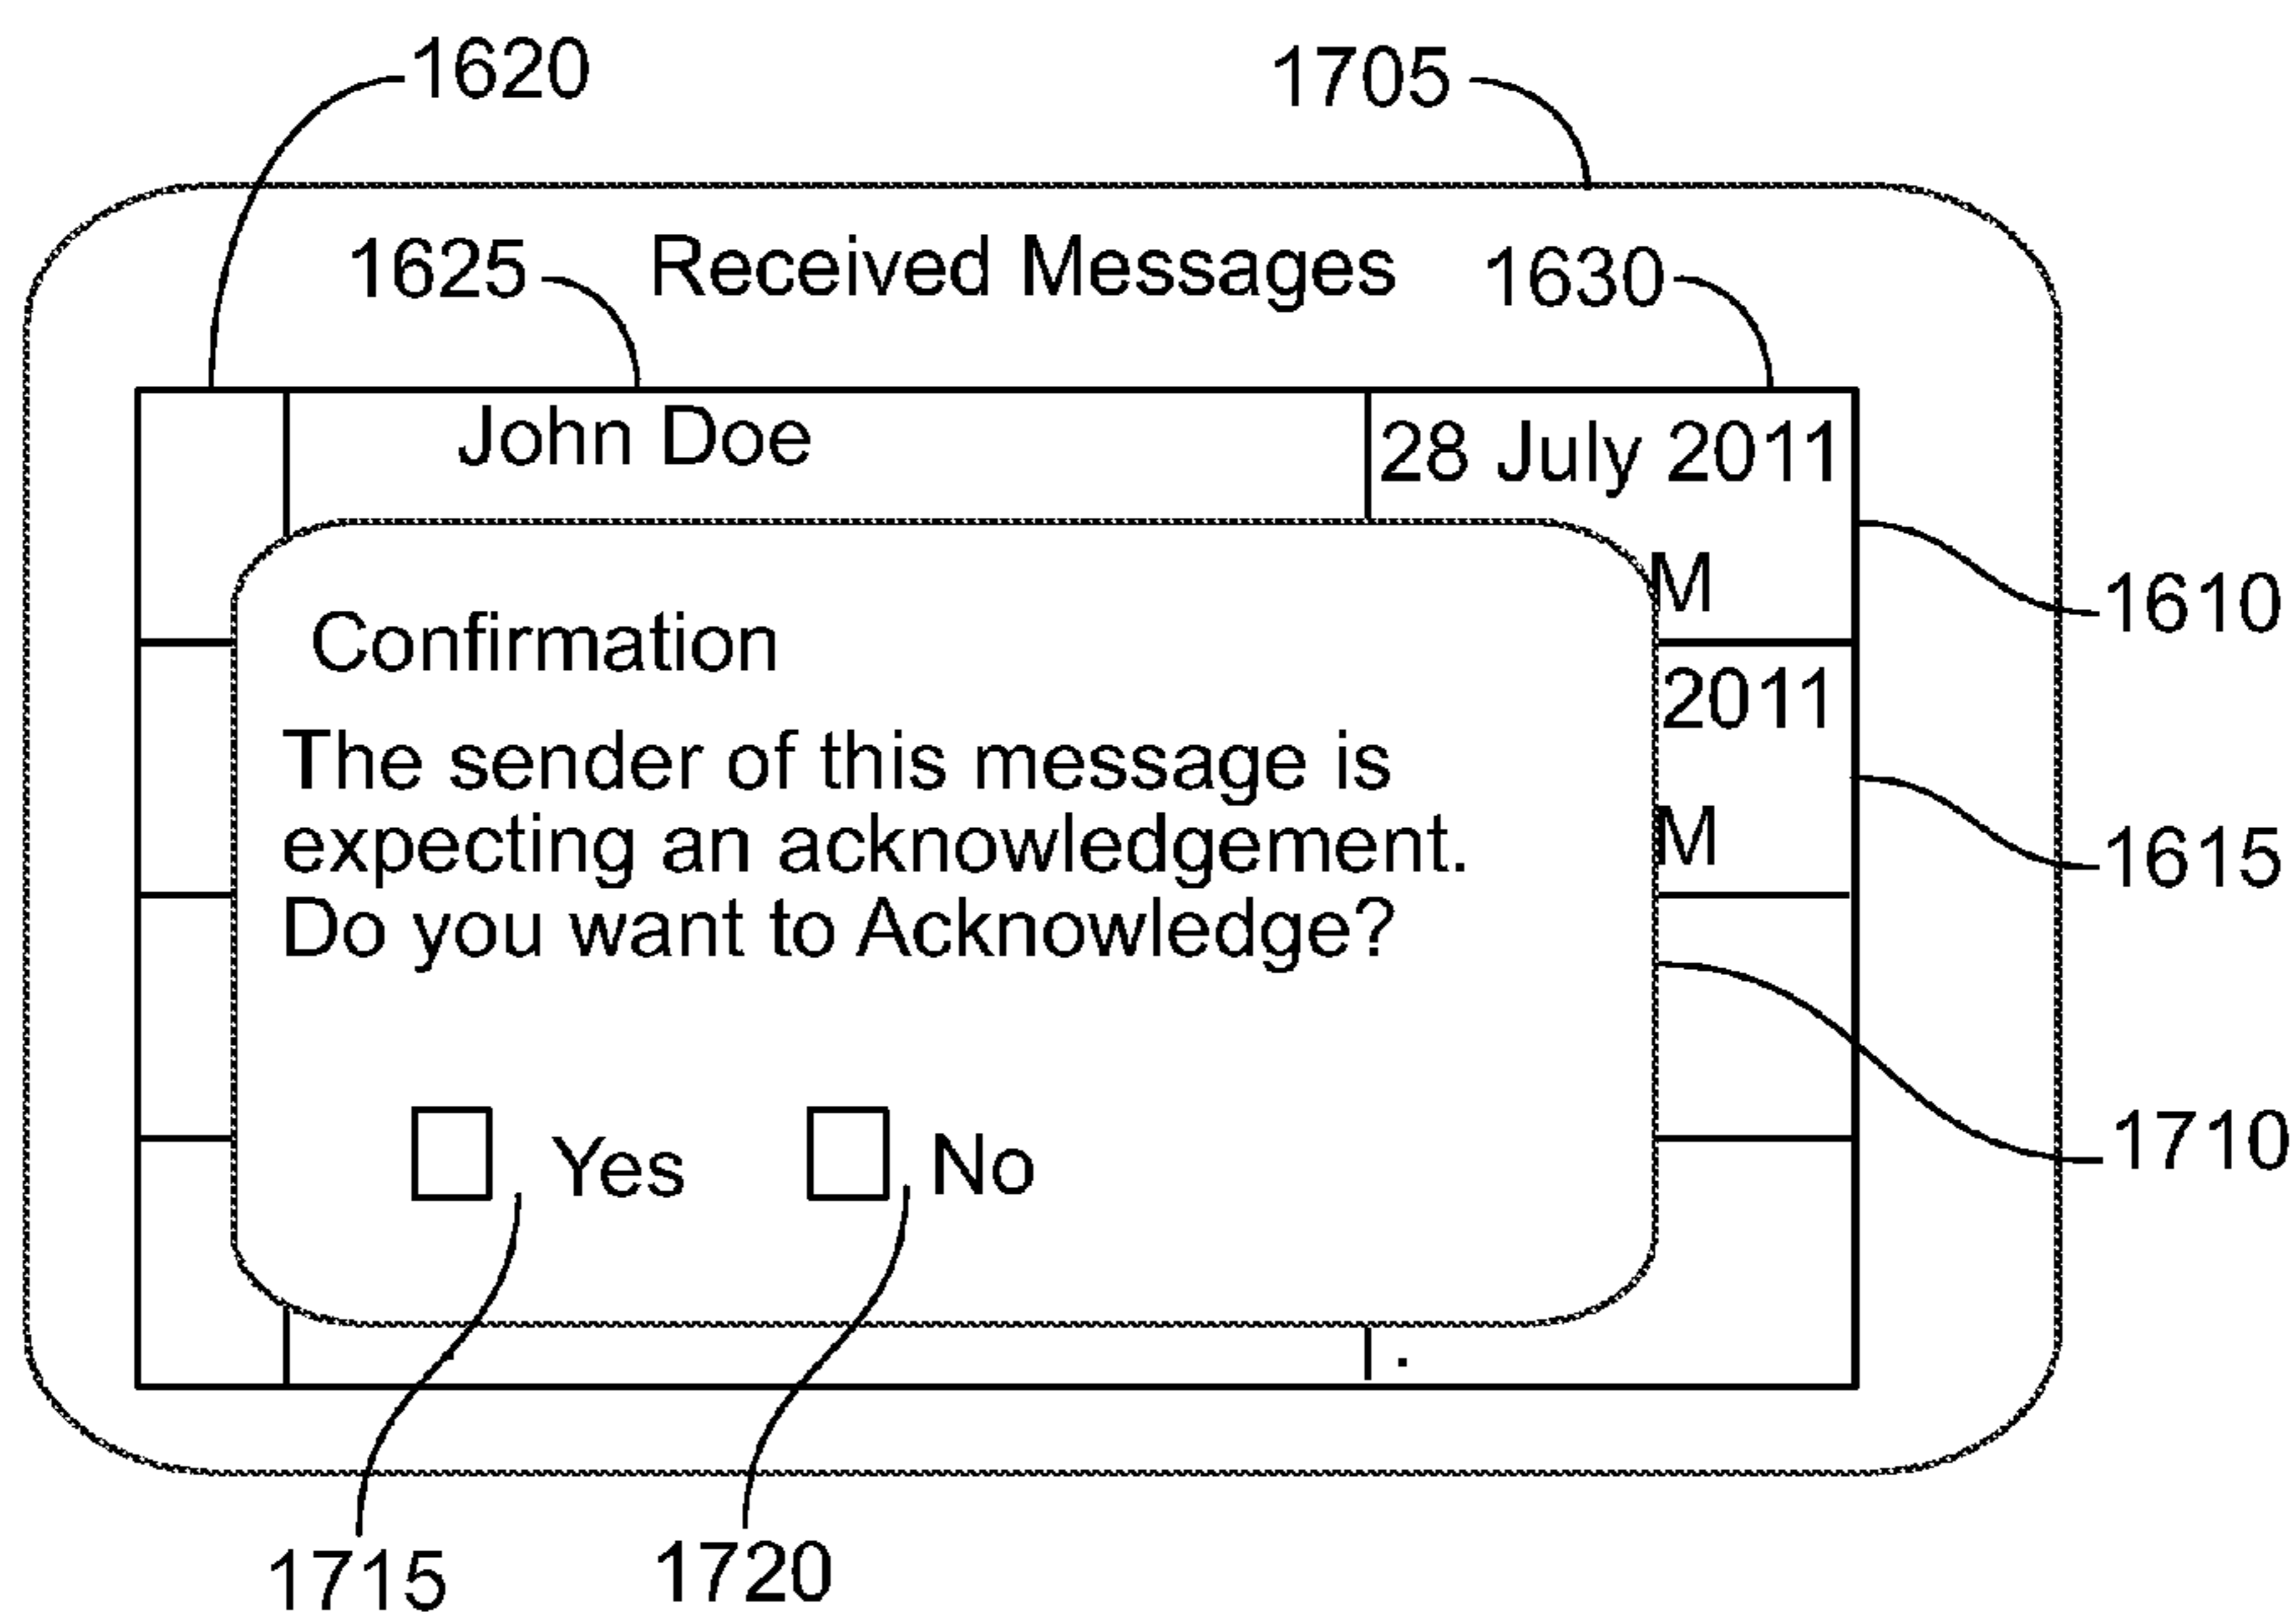 1620
1705
1625
Received Messages
1630
John Doe
28 July 2011
M
1610
Confirmation
2011
The sender of this message is
expecting an acknowledgement.
M
1615
Do you want to Acknowledge?
1710
Yes
No
1715
1720